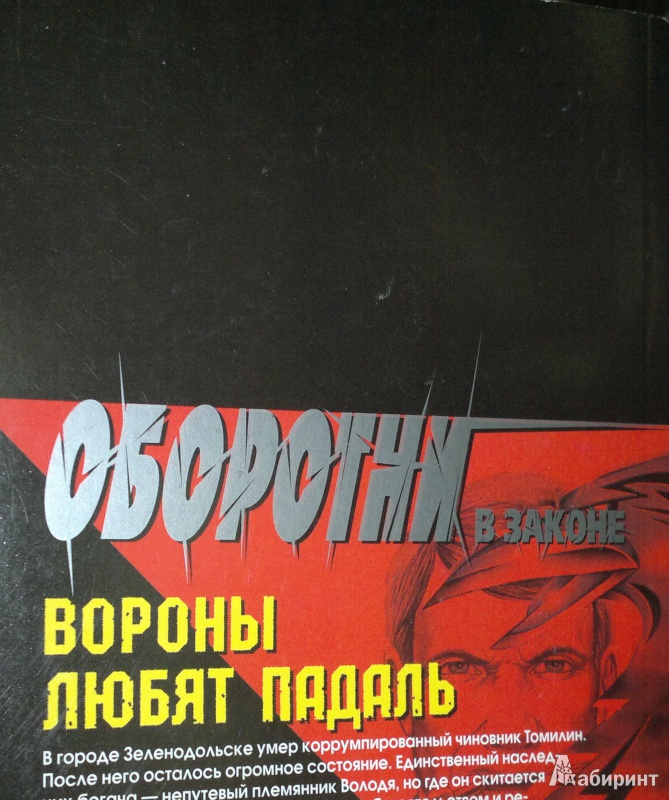 ОБОРОТНИ
В ЗАКОНЕ
ВОРОНЫ
ЛЮБЯТ ПАДАЛЬ
В городе Зеленодольске умер коррумпированный чиновник Томилин.
После него осталось огромное состояние. Единственный наслед-
ник богача — непутевый племянник Володя, но где он скитается
Лабиринт